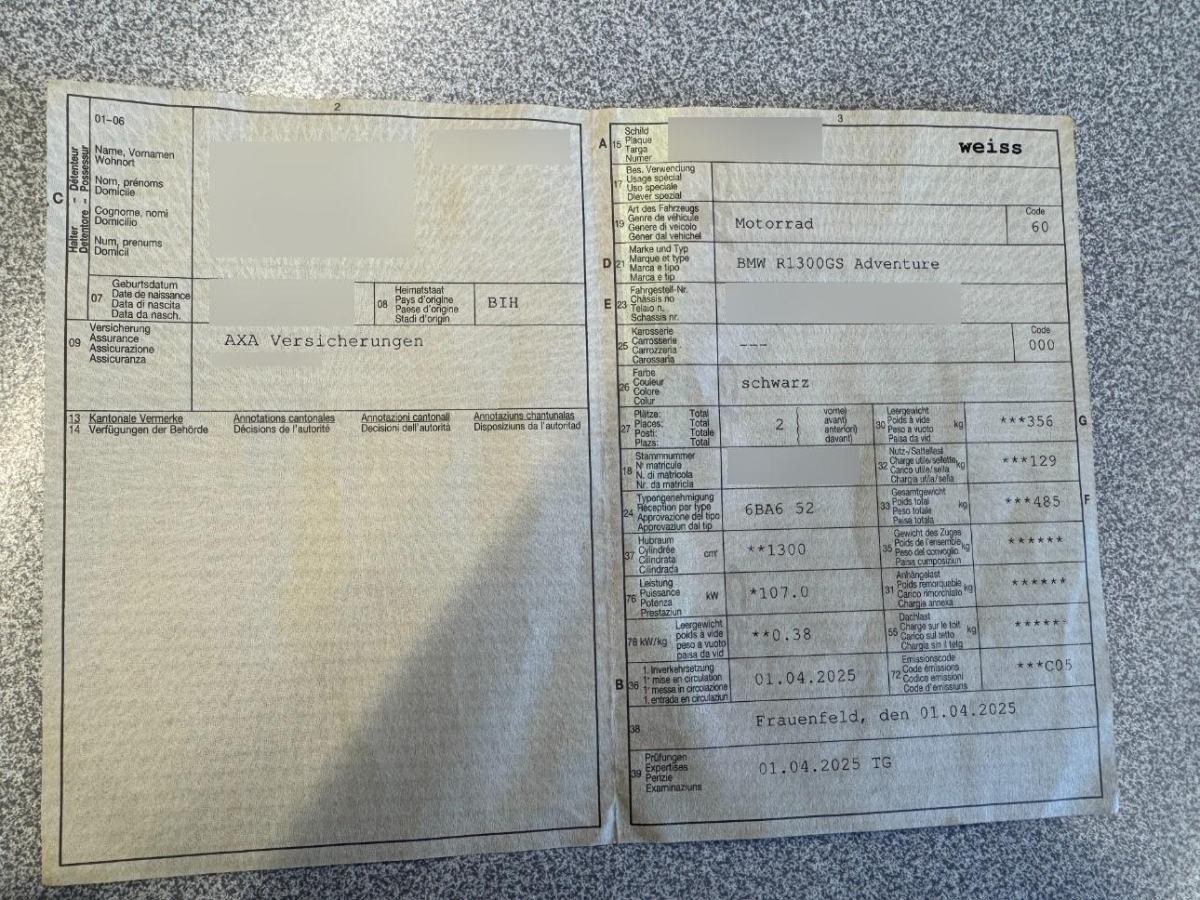 2
01-06
Halter - Détenteur
Detentore - Possessur
C
Name, Vornamen
Wohnort
Nom, prénoms
Domicile
Cognome, nomi
Domicilio
Num, prenums
Domicil
07
Geburtsdatum
Date de naissance
Data di nascita
Data da nasch.
08
Heimatstaat
Pays d'origine
Paese d'origine
Stadi d'origin
BIH
09
Versicherung
Assurance
Assicurazione
Assicuranza
AXA Versicherungen
13 Kantonale Vermerke Annotations cantonales Annotazioni cantonali Annotaziuns chantunalas
14 Verfügungen der Behörde Décisions de l'autorité Decisioni dell'autorità Disposiziuns da l'autoritad
3
A 15
Schild
Plaque
Targa
Numer
weiss
17
Bes. Verwendung
Usage spécial
Uso speciale
Diever spezial
19
Art des Fahrzeugs
Genre de véhicule
Genere di veicolo
Gener dal vehichel
Motorrad
Code
60
D 21
Marke und Typ
Marque et type
Marca e tipo
Marca e tip
BMW R1300GS Adventure
E 23
Fahrgestell-Nr.
Châssis no
Telaio n.
Schassis nr.
25
Karosserie
Carrosserie
Carrozzeria
Carossaria
---
Code
000
26
Farbe
Couleur
Colore
Colur
schwarz
27
Plätze: Total
Places: Total
Posti: Totale
Plazs: Total
2
vorne)
avant)
anteriori)
davant)
30
Leergewicht
Poids à vide
Peso a vuoto
Paisa da vid
kg
***356
G
18
Stammnummer
N° matricule
N. di matricola
Nr. da matricla
32
Nutz-/Sattellast
Charge utile/sellette
Carico utile/sella
Chargia utila/sella
kg
***129
24
Typengenehmigung
Réception par type
Approvazione del tipo
Approvaziun dal tip
6BA6 52
33
Gesamtgewicht
Poids total
Peso totale
Paisa totala
kg
***485
F
37
Hubraum
Cylindrée
Cilindrata
Cilindrada
cm³
**1300
35
Gewicht des Zuges
Poids de l'ensemble
Peso del convoglio
Paisa cumposiziun
kg
******
76
Leistung
Puissance
Potenza
Prestaziun
kW
*107.0
31
Anhängelast
Poids remorquable
Carico rimorchiato
Chargia annexa
kg
******
78 kW/kg
Leergewicht
poids à vide
peso a vuoto
paisa da vid
**0.38
55
Dachlast
Charge sur le toit
Carico sul tetto
Chargia sin il tetg
kg
******
B 36
1. Inverkehrsetzung
1re mise en circulation
1a messa in circolazione
1. entrada en circulaziun
01.04.2025
72
Emissionscode
Code émissions
Codice emissioni
Code d'emissiuns
***C05
38
Frauenfeld, den 01.04.2025
39
Prüfungen
Expertises
Perizie
Examinaziuns
01.04.2025 TG